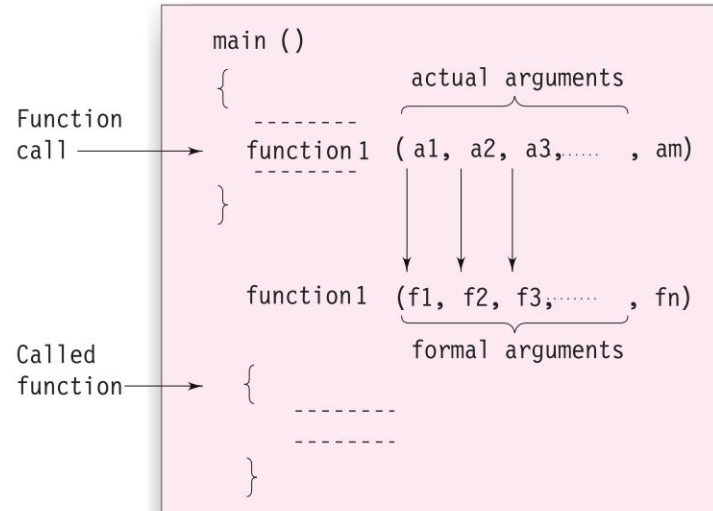 main ()
{
actual arguments
Function
call
function1 (a1, a2, a3,...... , am)
}
function1 (f1, f2, f3,....... , fn)
formal arguments
Called
function
{
}